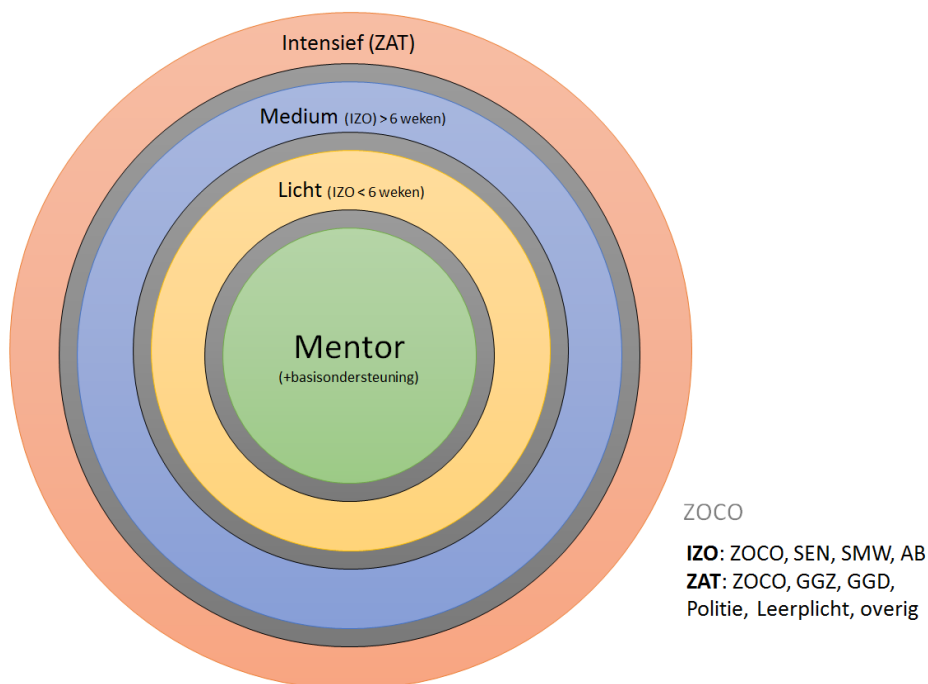 Intensief (ZAT)
Medium (IZO) > 6 weken)
Licht (IZO < 6 weken)
Mentor
(+basisondersteuning)
ZOCO
IZO: ZOCO, SEN, SMW, AB
ZAT: ZOCO, GGZ, GGD,
Politie, Leerplicht, overig